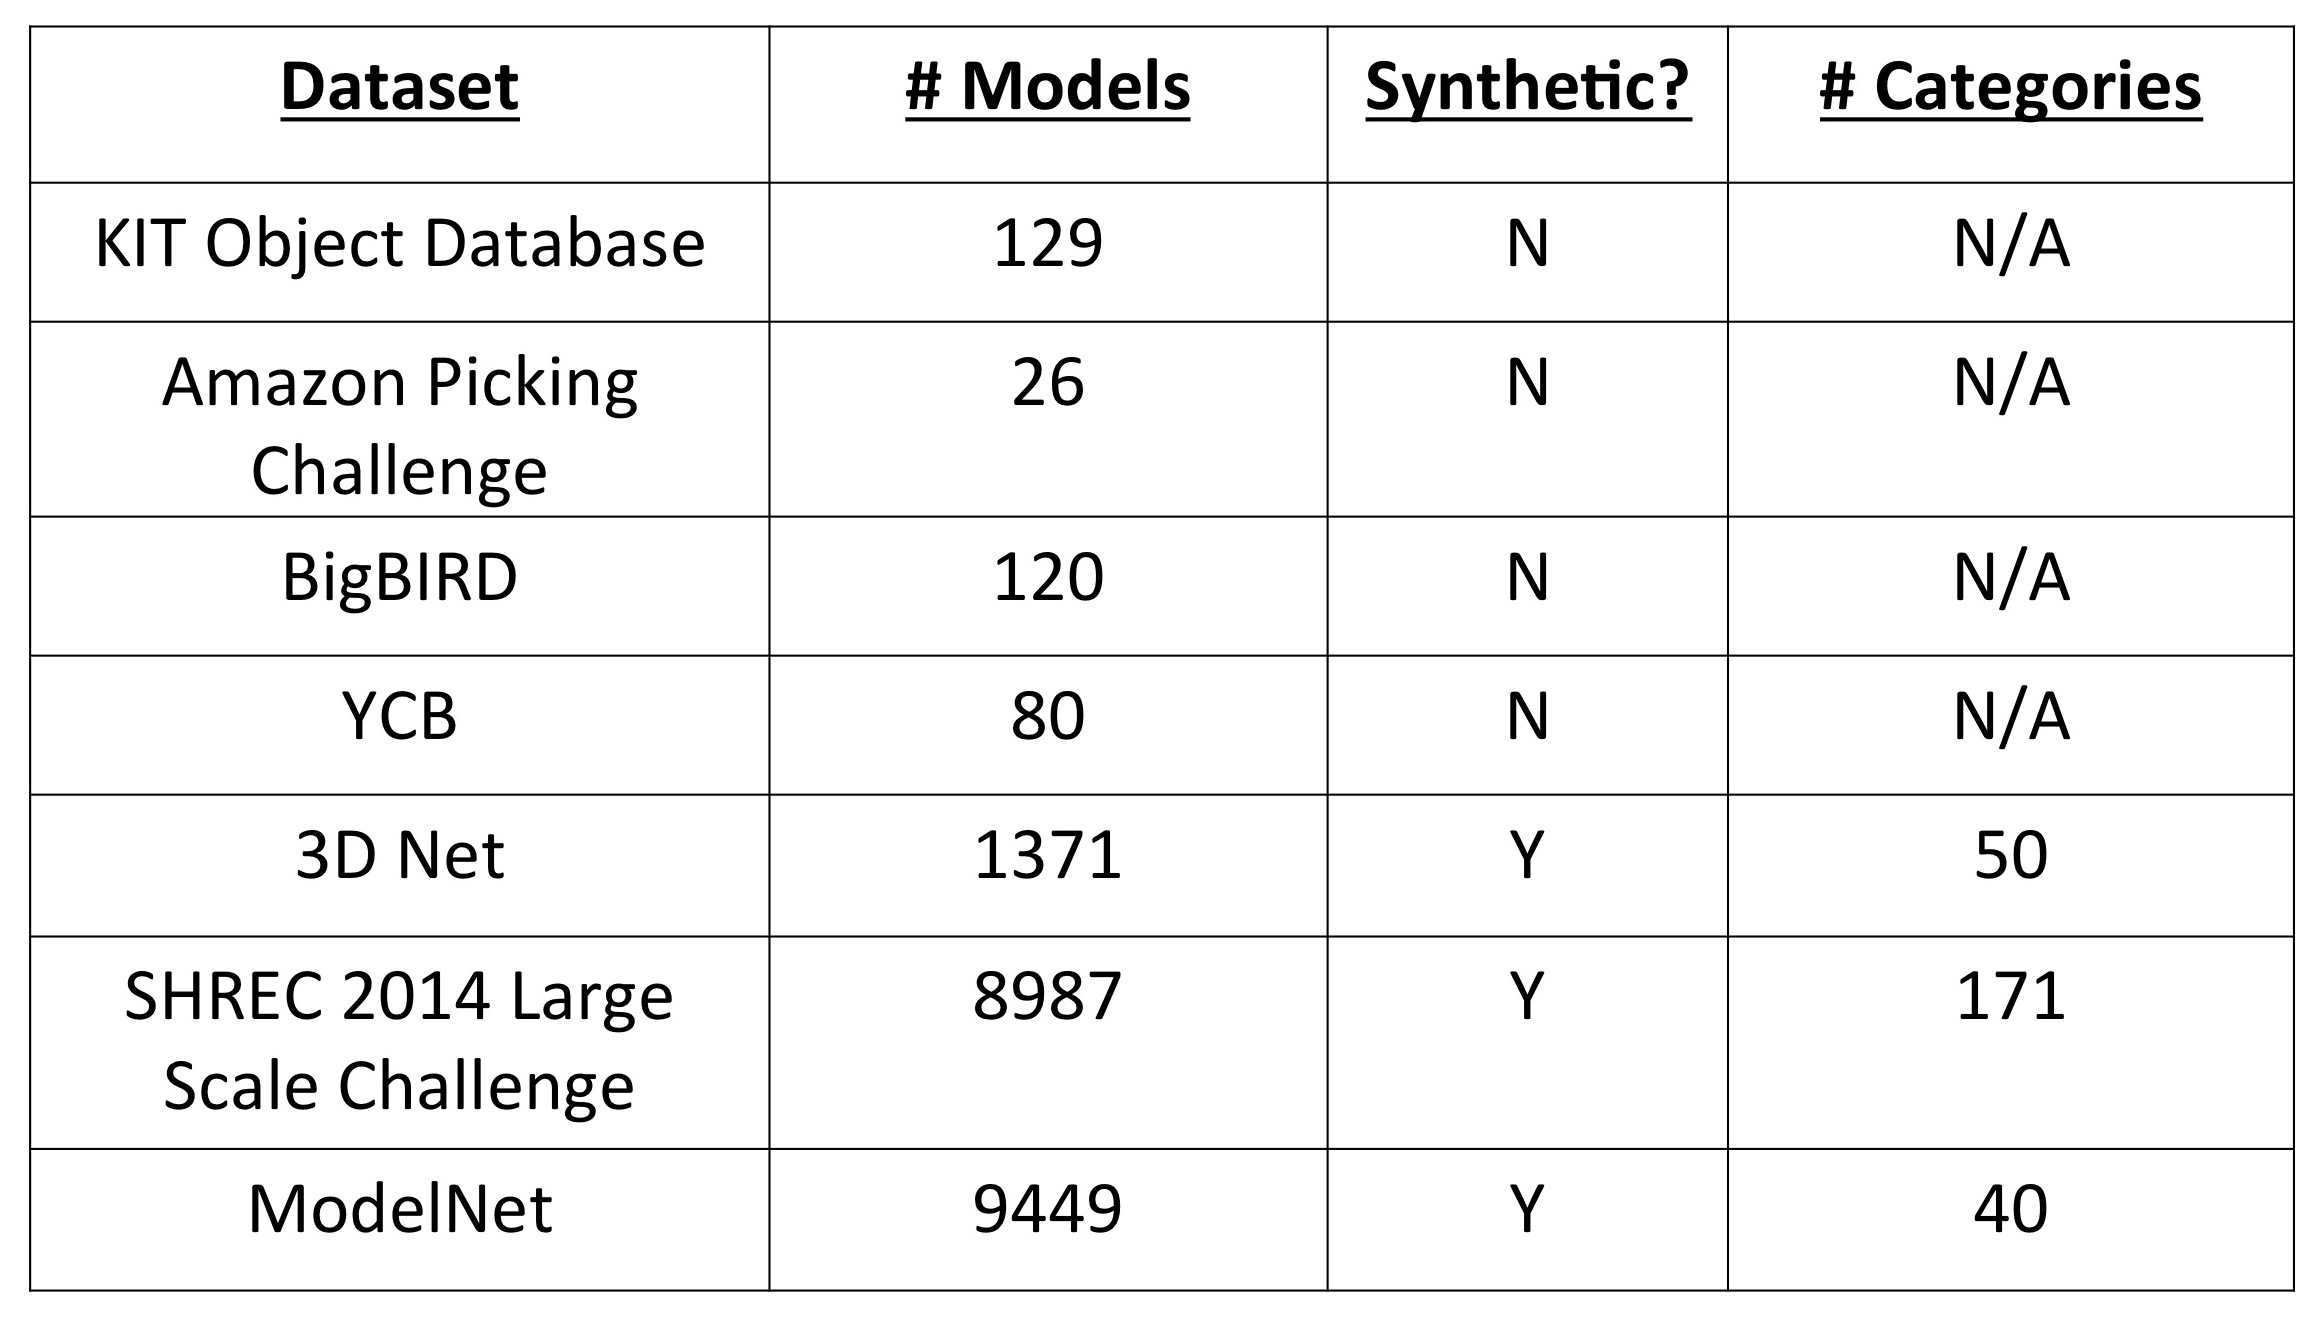 Dataset # Models Synthetic? # Categories
KIT Object Database 129 N N/A
Amazon Picking 26 N N/A
Challenge
BigBIRD 120 N N/A
YCB 80 N N/A
3D Net 1371 Y 50
SHREC 2014 Large 8987 Y 171
Scale Challenge
ModelNet 9449 Y 40